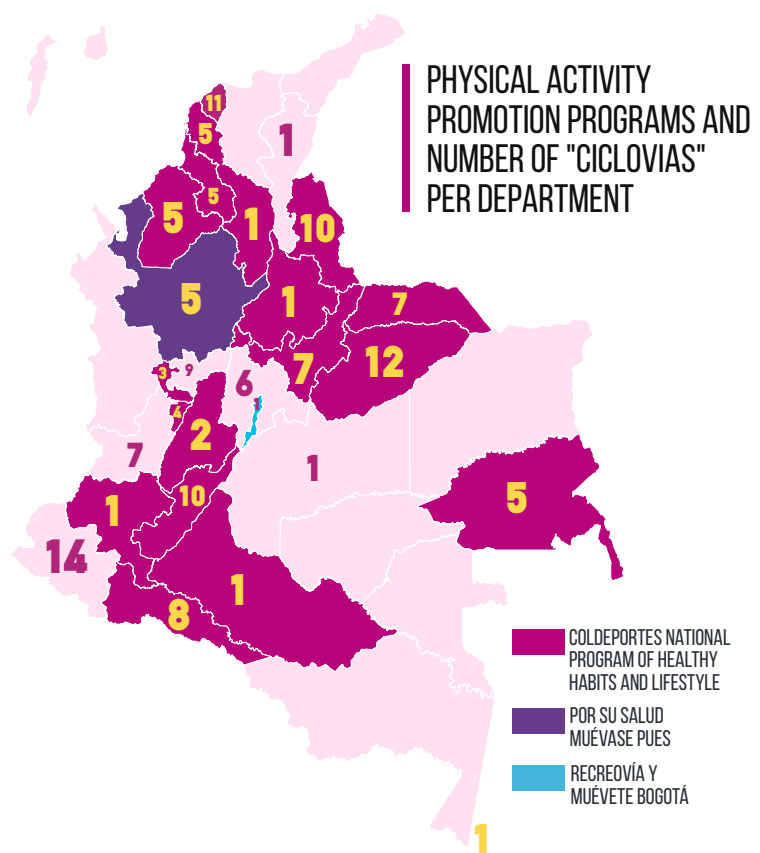 PHYSICAL ACTIVITY
PROMOTION PROGRAMS AND
NUMBER OF "CICLOVIAS"
PER DEPARTMENT
11
5
1
5
5
1
10
5
1
7
7
12
3
9
6
1
4
2
7
1
10
1
5
14
1
8
COLDEPORTES NATIONAL
PROGRAM OF HEALTHY
HABITS AND LIFESTYLE
POR SU SALUD
MUÉVASE PUES
RECREOVÍA Y
MUÉVETE BOGOTÁ
1